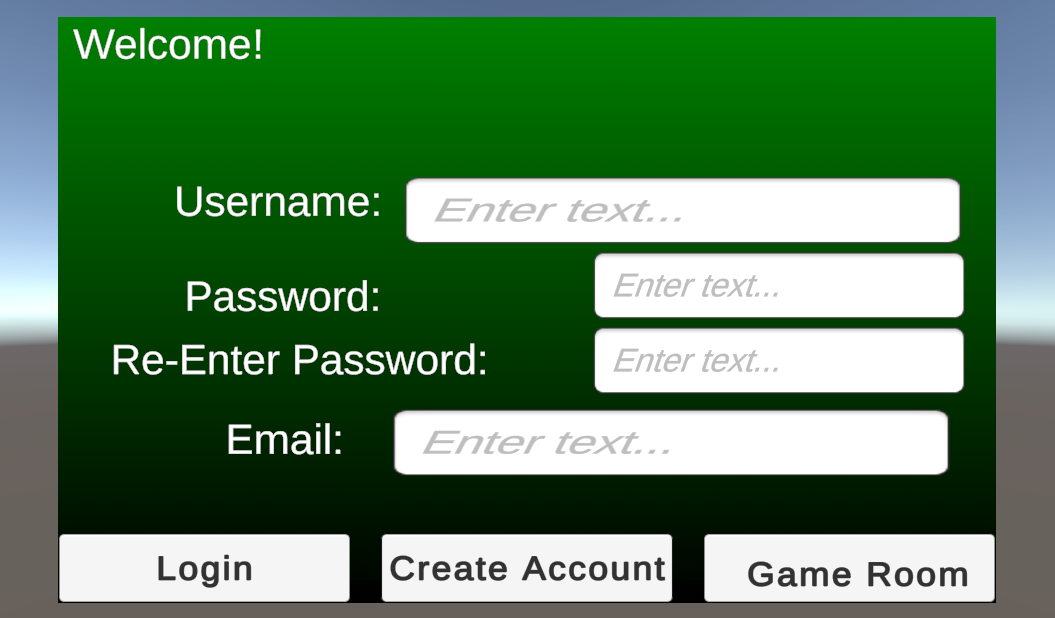 Welcome!
Username: Enter text...
Password: Enter text...
Re-Enter Password: Enter text...
Email: Enter text...
Login Create Account Game Room